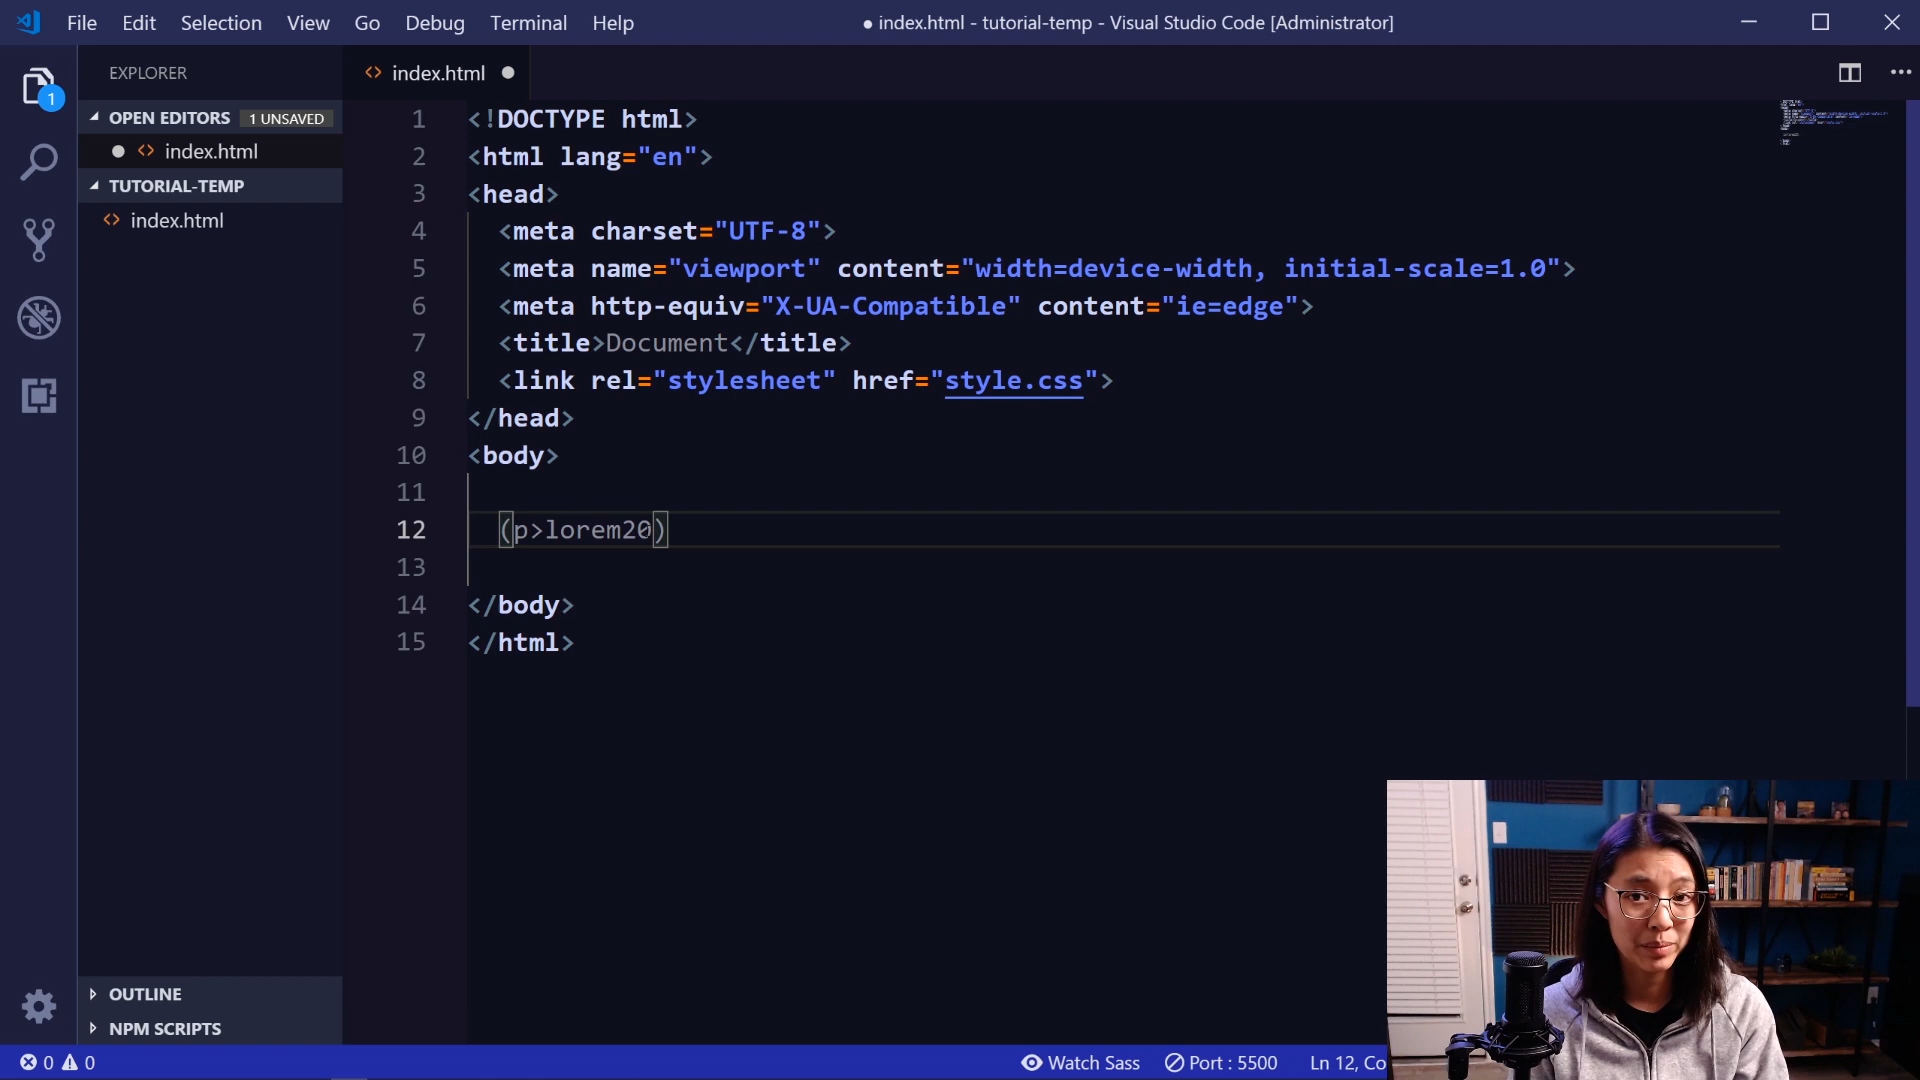 File Edit Selection View Go Debug Terminal Help
● index.html - tutorial-temp - Visual Studio Code [Administrator]
1
EXPLORER
OPEN EDITORS 1 UNSAVED
index.html
TUTORIAL-TEMP
index.html
OUTLINE
NPM SCRIPTS
index.html
1 <!DOCTYPE html>
2 <html lang="en">
3 <head>
4 <meta charset="UTF-8">
5 <meta name="viewport" content="width=device-width, initial-scale=1.0">
6 <meta http-equiv="X-UA-Compatible" content="ie=edge">
7 <title>Document</title>
8 <link rel="stylesheet" href="style.css">
9 </head>
10 <body>
11
12 (p>lorem20)
13
14 </body>
15 </html>
0 0 Watch Sass Port : 5500 Ln 12, Co